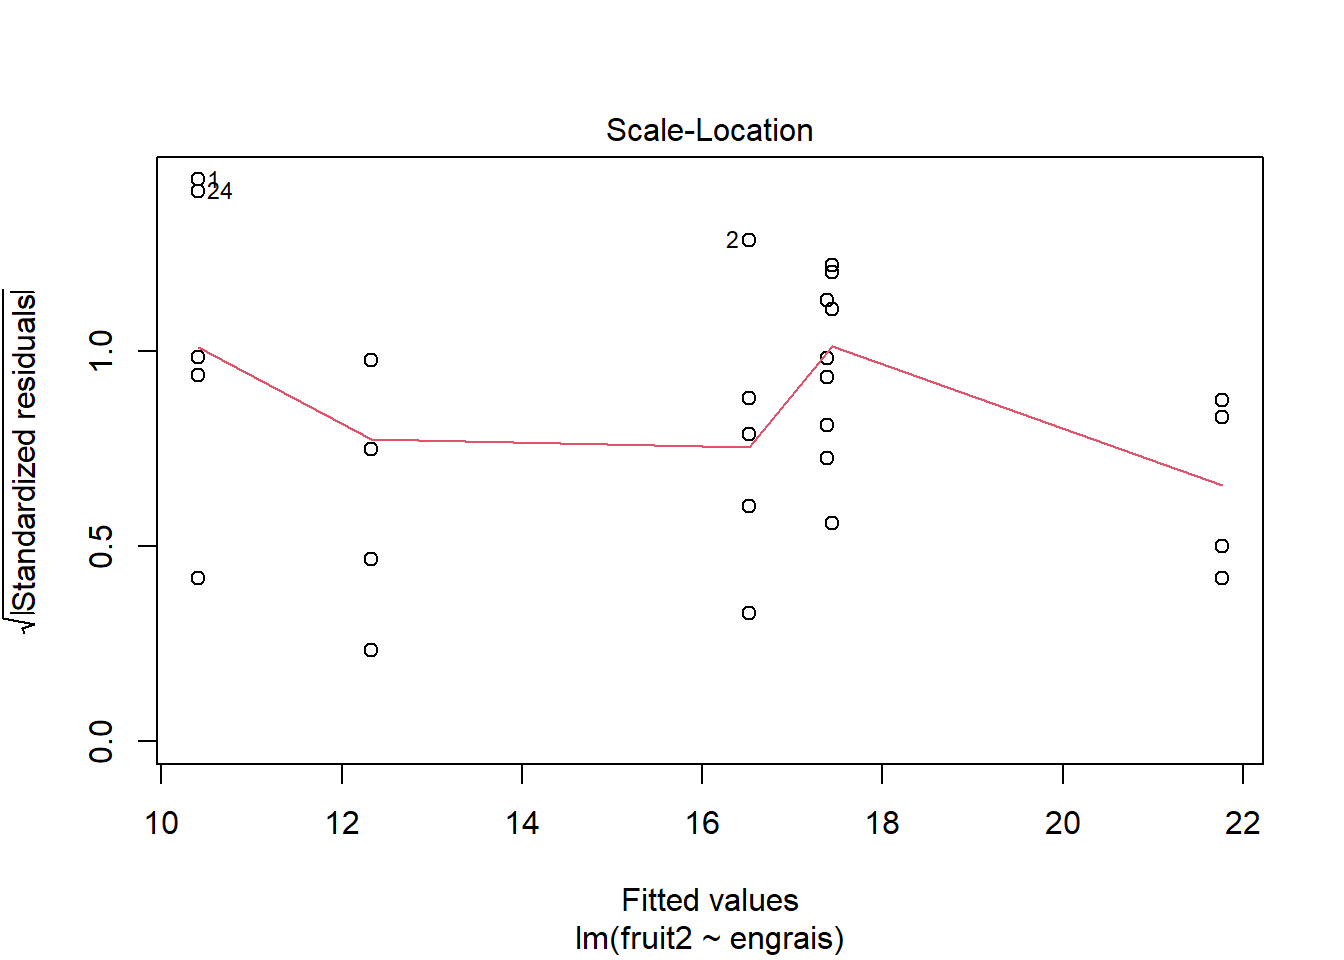 Scale-Location
1
24
2
√|Standardized residuals|
1.0
0.5
0.0
10 12 14 16 18 20 22
Fitted values
lm(fruit2 ~ engrais)